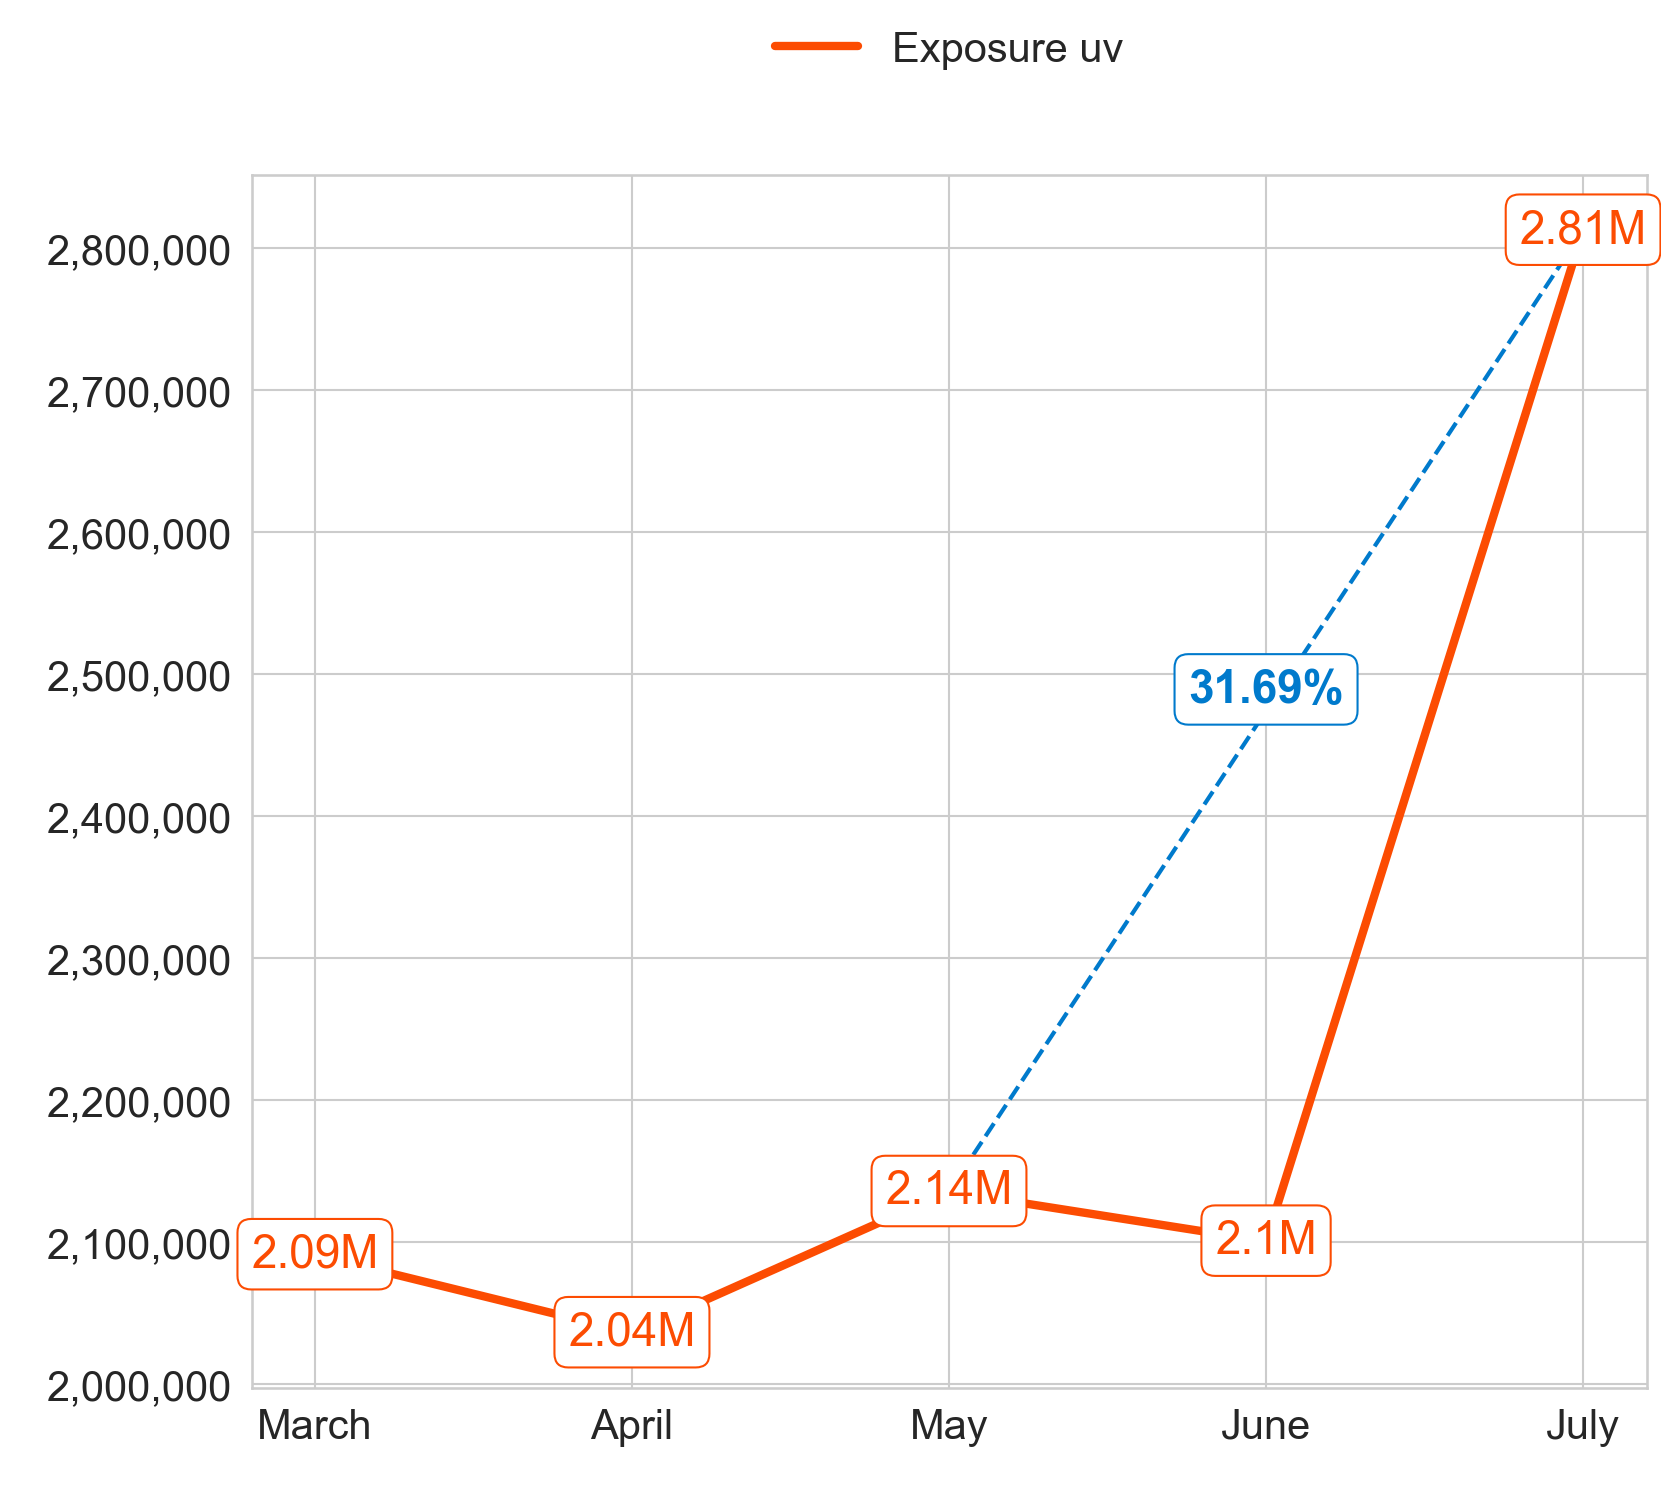 Exposure uv
2.81M
2,800,000
2,700,000
2,600,000
2,500,000
31.69%
2,400,000
2,300,000
2,200,000
2.14M
2,100,000
2.1M
2.09M
2.04M
2,000,000
March April May June July